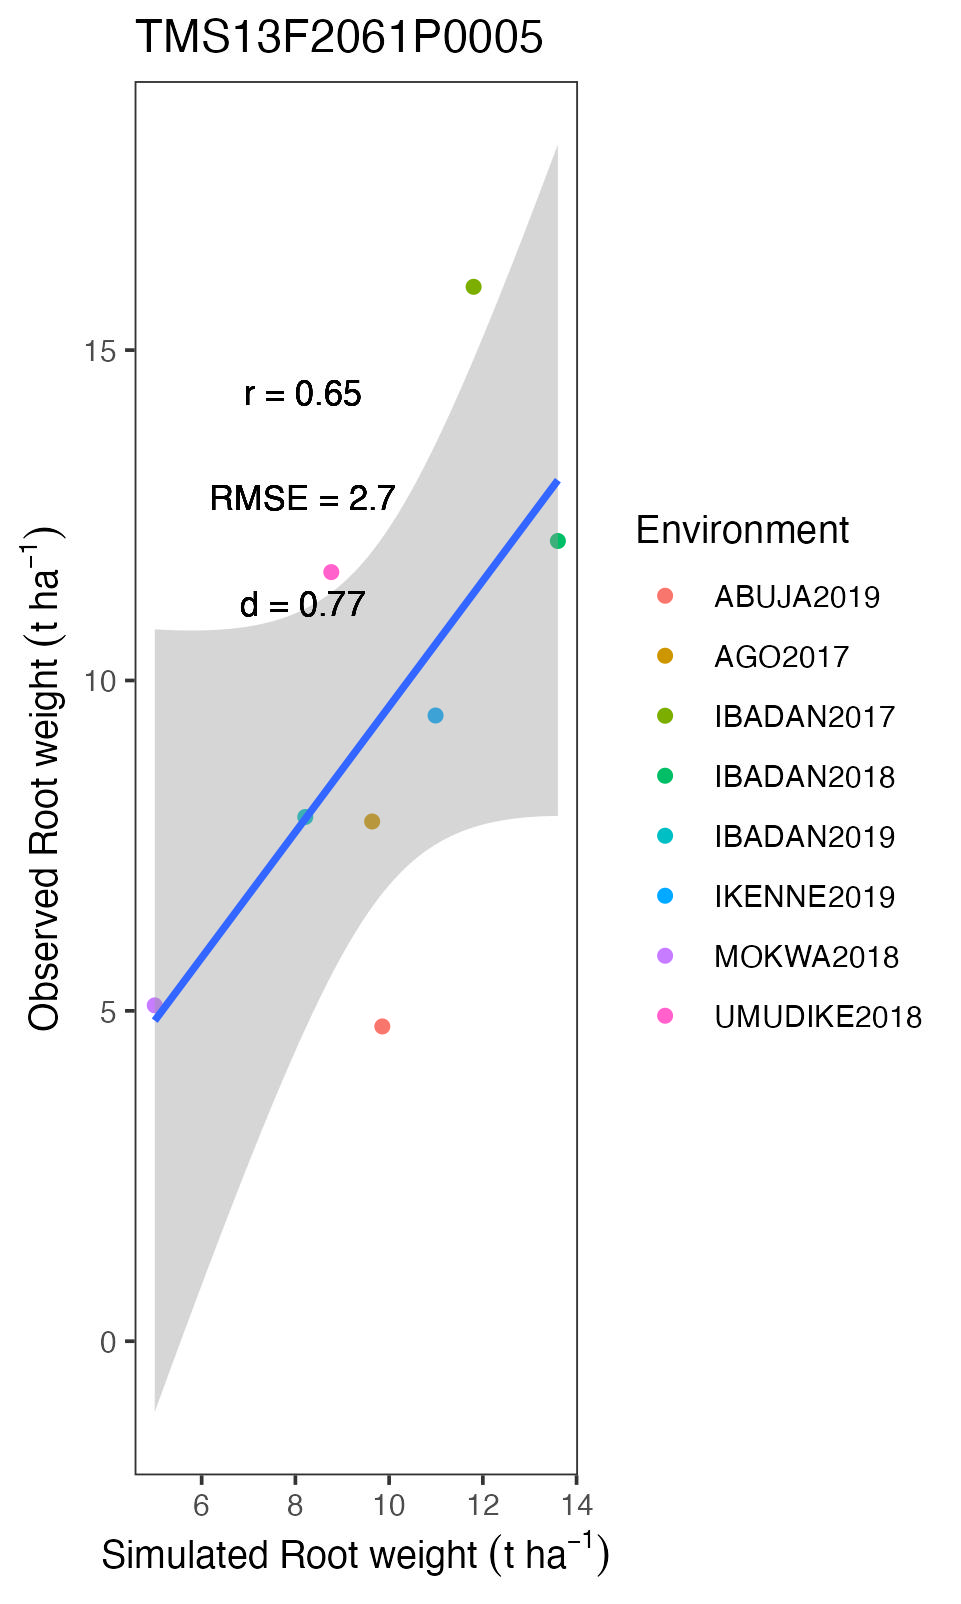 TMS13F2061P0005
15
10
5
0
r = 0.65
RMSE = 2.7
d = 0.77
Observed Root weight (t ha⁻¹)
6 8 10 12 14
Simulated Root weight (t ha⁻¹)
Environment
ABUJA2019
AGO2017
IBADAN2017
IBADAN2018
IBADAN2019
IKENNE2019
MOKWA2018
UMUDIKE2018